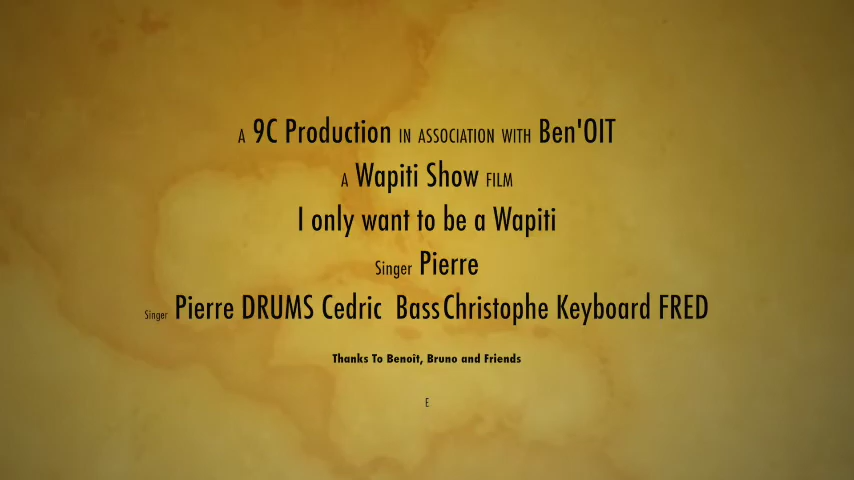 A 9C Production IN ASSOCIATION WITH Ben'OIT
A Wapiti Show FILM
I only want to be a Wapiti
Singer Pierre
Singer Pierre DRUMS Cedric Bass Christophe Keyboard FRED
Thanks To Benoît, Bruno and Friends
E